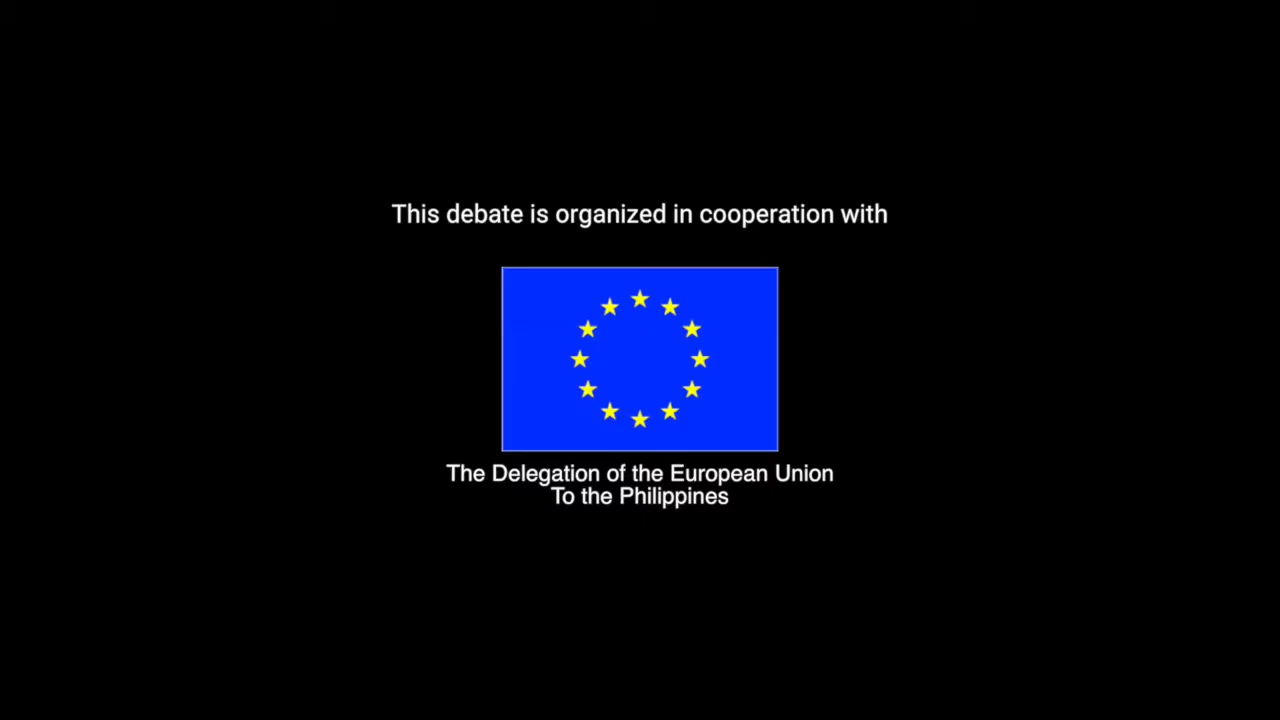 This debate is organized in cooperation with
The Delegation of the European Union
To the Philippines